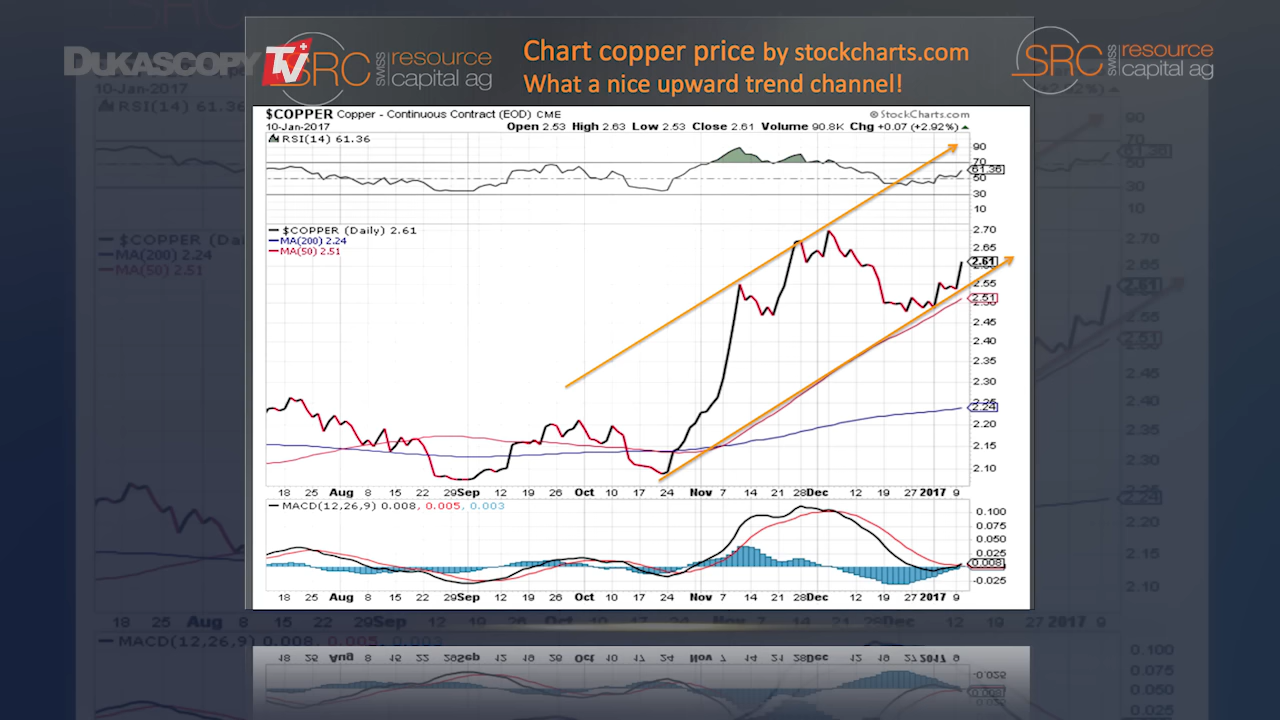 DUKASCOPY TV
SRC SWISS resource capital ag
Chart copper price by stockcharts.com
What a nice upward trend channel!
SRC SWISS resource capital ag
$COPPER Copper - Continuous Contract (EOD) CME
© StockCharts.com
10-Jan-2017
Open 2.53 High 2.63 Low 2.53 Close 2.61 Volume 90.8K Chg +0.07 (+2.92%)
RSI(14) 61.36
90
70
61.36
50
30
10
$COPPER (Daily) 2.61
MA(200) 2.24
MA(50) 2.51
2.70
2.65
2.61
2.55
2.51
2.45
2.40
2.35
2.30
2.25
2.24
2.20
2.15
2.10
18 25 Aug 8 15 22 29 Sep 12 19 26 Oct 10 17 24 Nov 7 14 21 28 Dec 12 19 27 2017 9
MACD(12,26,9) 0.008, 0.005, 0.003
0.100
0.075
0.050
0.025
0.008
-0.025
18 25 Aug 8 15 22 29 Sep 12 19 26 Oct 10 17 24 Nov 7 14 21 28 Dec 12 19 27 2017 9